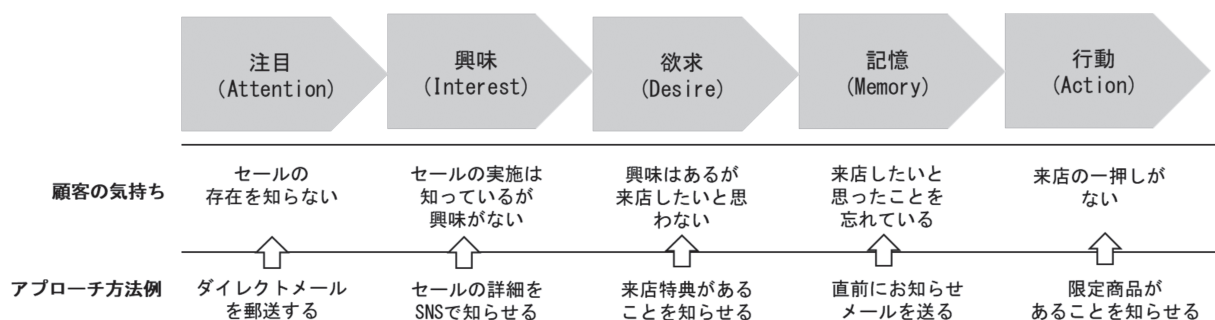 注目
(Attention)
興味
(Interest)
欲求
(Desire)
記憶
(Memory)
行動
(Action)
顧客の気持ち
セールの
存在を知らない
セールの実施は
知っているが
興味がない
興味はあるが
来店したいと思
わない
来店したいと
思ったことを
忘れている
来店の一押しが
ない
アプローチ方法例
ダイレクトメール
を郵送する
セールの詳細を
SNSで知らせる
来店特典がある
ことを知らせる
直前にお知らせ
メールを送る
限定商品が
あることを知らせる